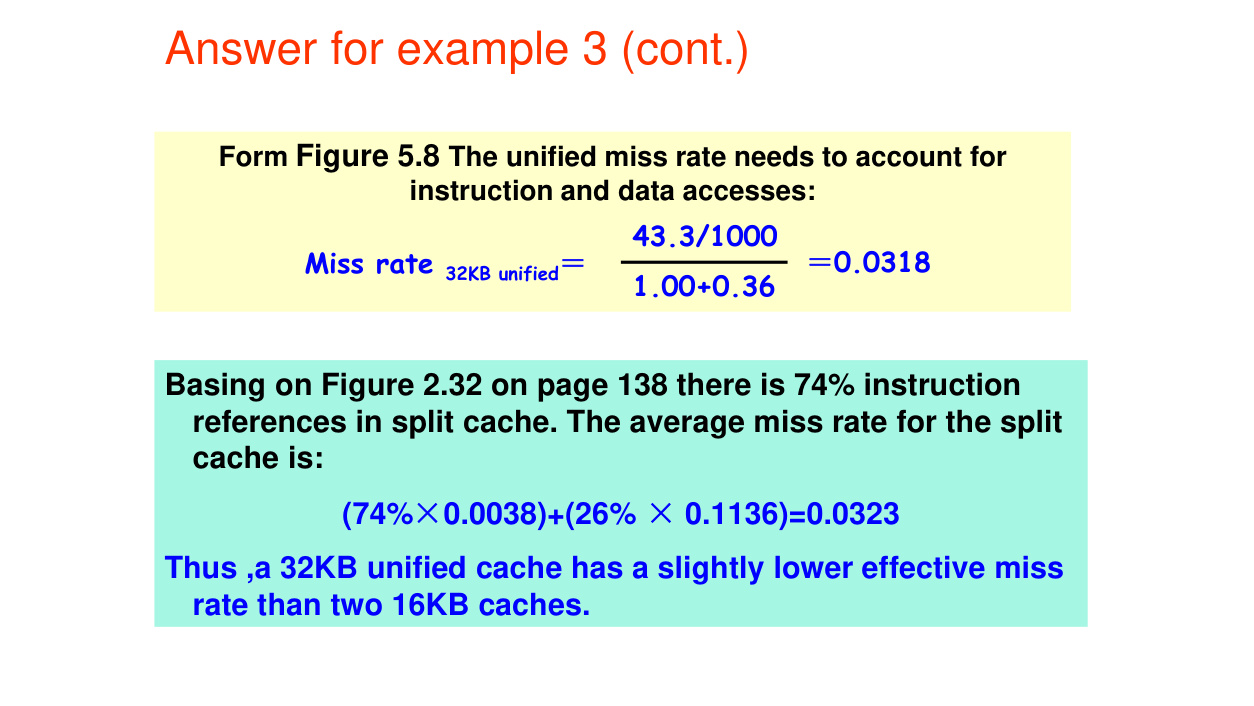 Answer for example 3 (cont.)
Form Figure 5.8 The unified miss rate needs to account for
instruction and data accesses:
Miss rate 32KB unified＝ 43.3/1000 / 1.00+0.36 ＝0.0318
Basing on Figure 2.32 on page 138 there is 74% instruction
references in split cache. The average miss rate for the split
cache is:
(74%×0.0038)+(26% × 0.1136)=0.0323
Thus ,a 32KB unified cache has a slightly lower effective miss
rate than two 16KB caches.